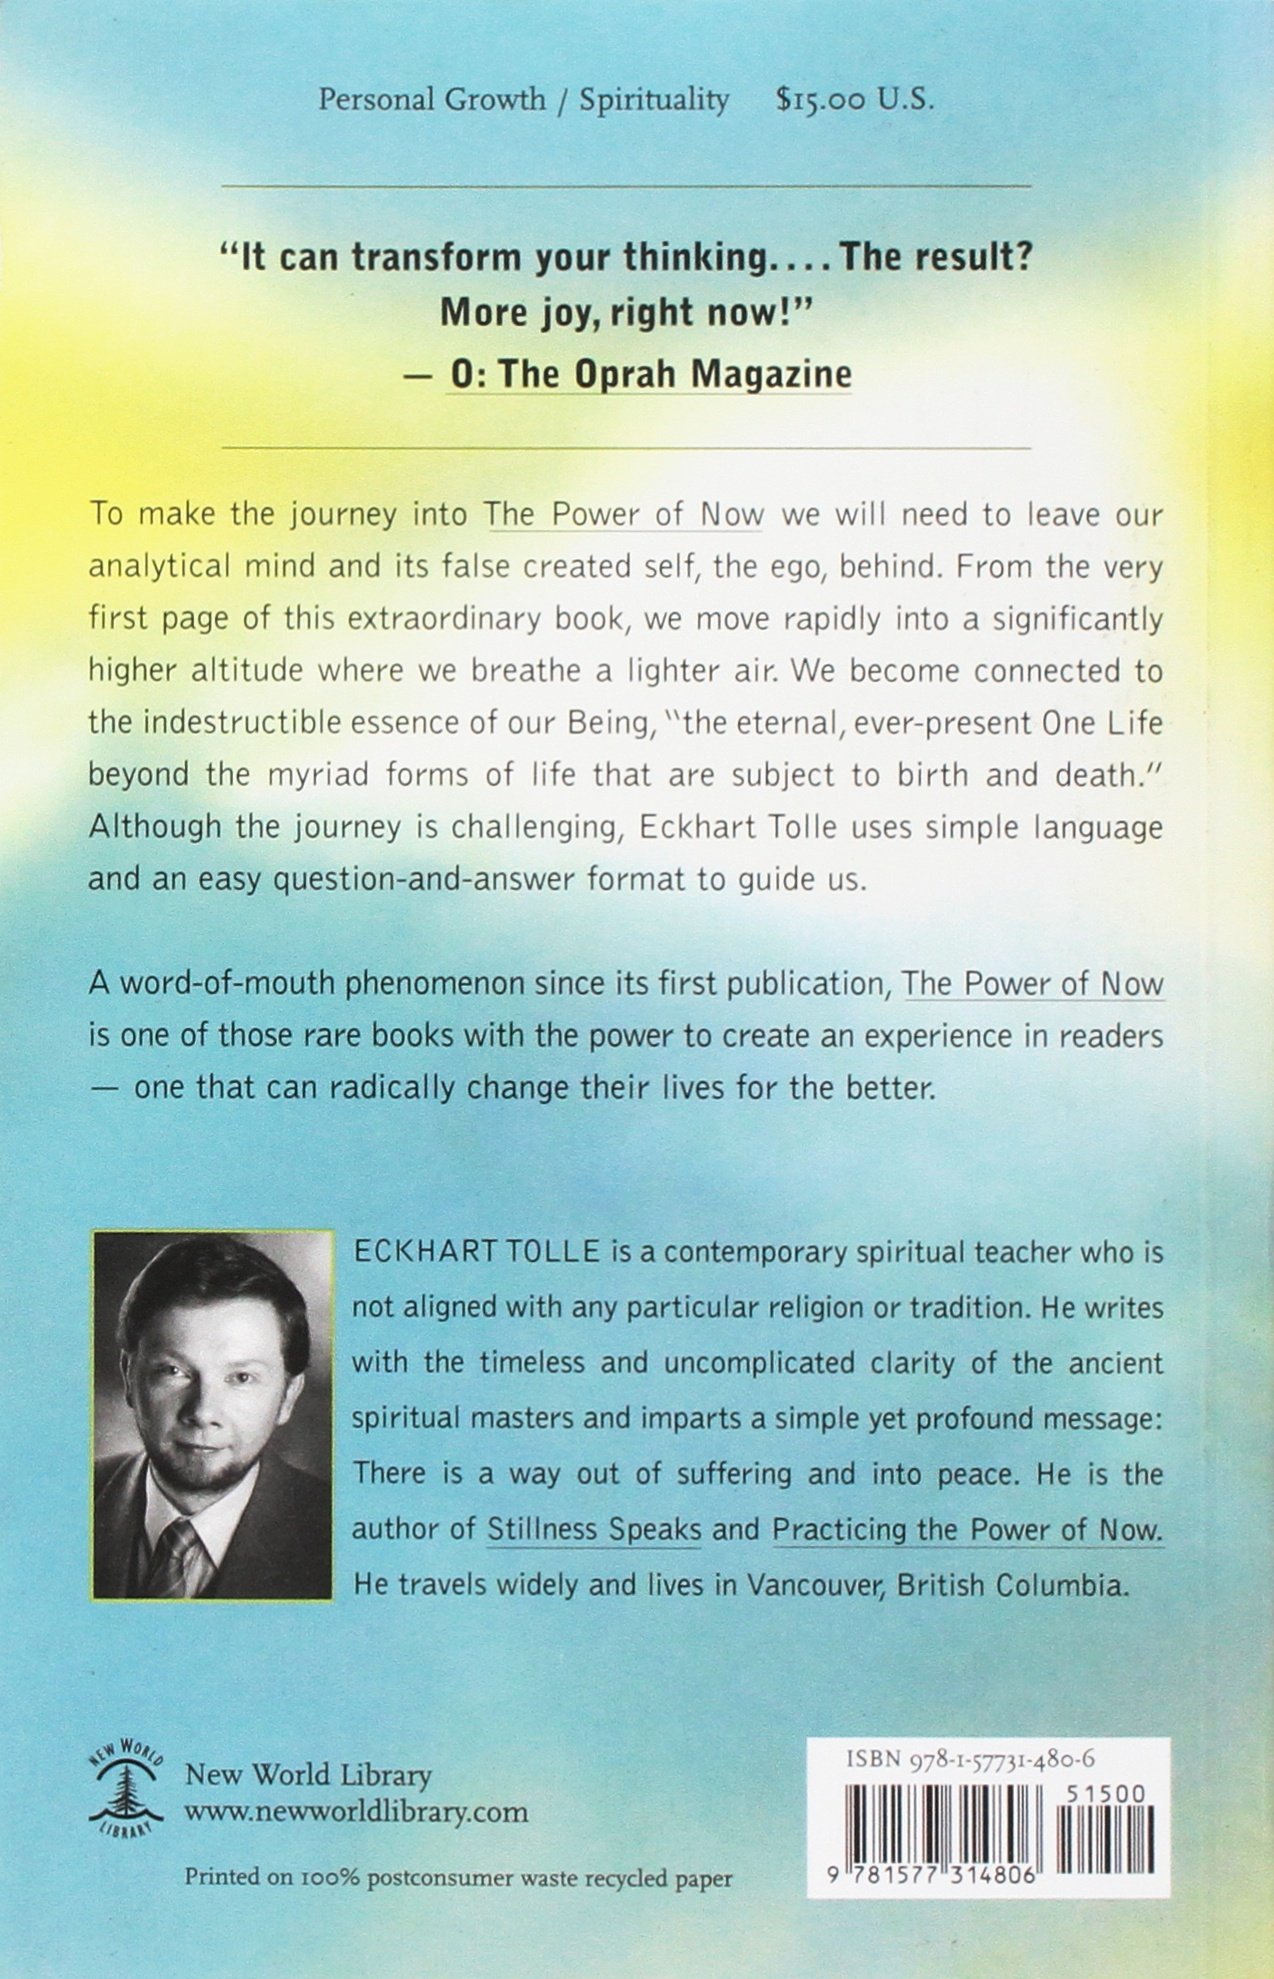 Personal Growth / Spirituality $15.00 U.S.
“It can transform your thinking.... The result?
More joy, right now!”
— O: The Oprah Magazine
To make the journey into The Power of Now we will need to leave our
analytical mind and its false created self, the ego, behind. From the very
first page of this extraordinary book, we move rapidly into a significantly
higher altitude where we breathe a lighter air. We become connected to
the indestructible essence of our Being, “the eternal, ever-present One Life
beyond the myriad forms of life that are subject to birth and death.”
Although the journey is challenging, Eckhart Tolle uses simple language
and an easy question-and-answer format to guide us.
A word-of-mouth phenomenon since its first publication, The Power of Now
is one of those rare books with the power to create an experience in readers
— one that can radically change their lives for the better.
ECKHART TOLLE is a contemporary spiritual teacher who is
not aligned with any particular religion or tradition. He writes
with the timeless and uncomplicated clarity of the ancient
spiritual masters and imparts a simple yet profound message:
There is a way out of suffering and into peace. He is the
author of Stillness Speaks and Practicing the Power of Now.
He travels widely and lives in Vancouver, British Columbia.
NEW WORLD
LIBRARY
New World Library
www.newworldlibrary.com
Printed on 100% postconsumer waste recycled paper
ISBN 978-1-57731-480-6
51500
9 781577 314806